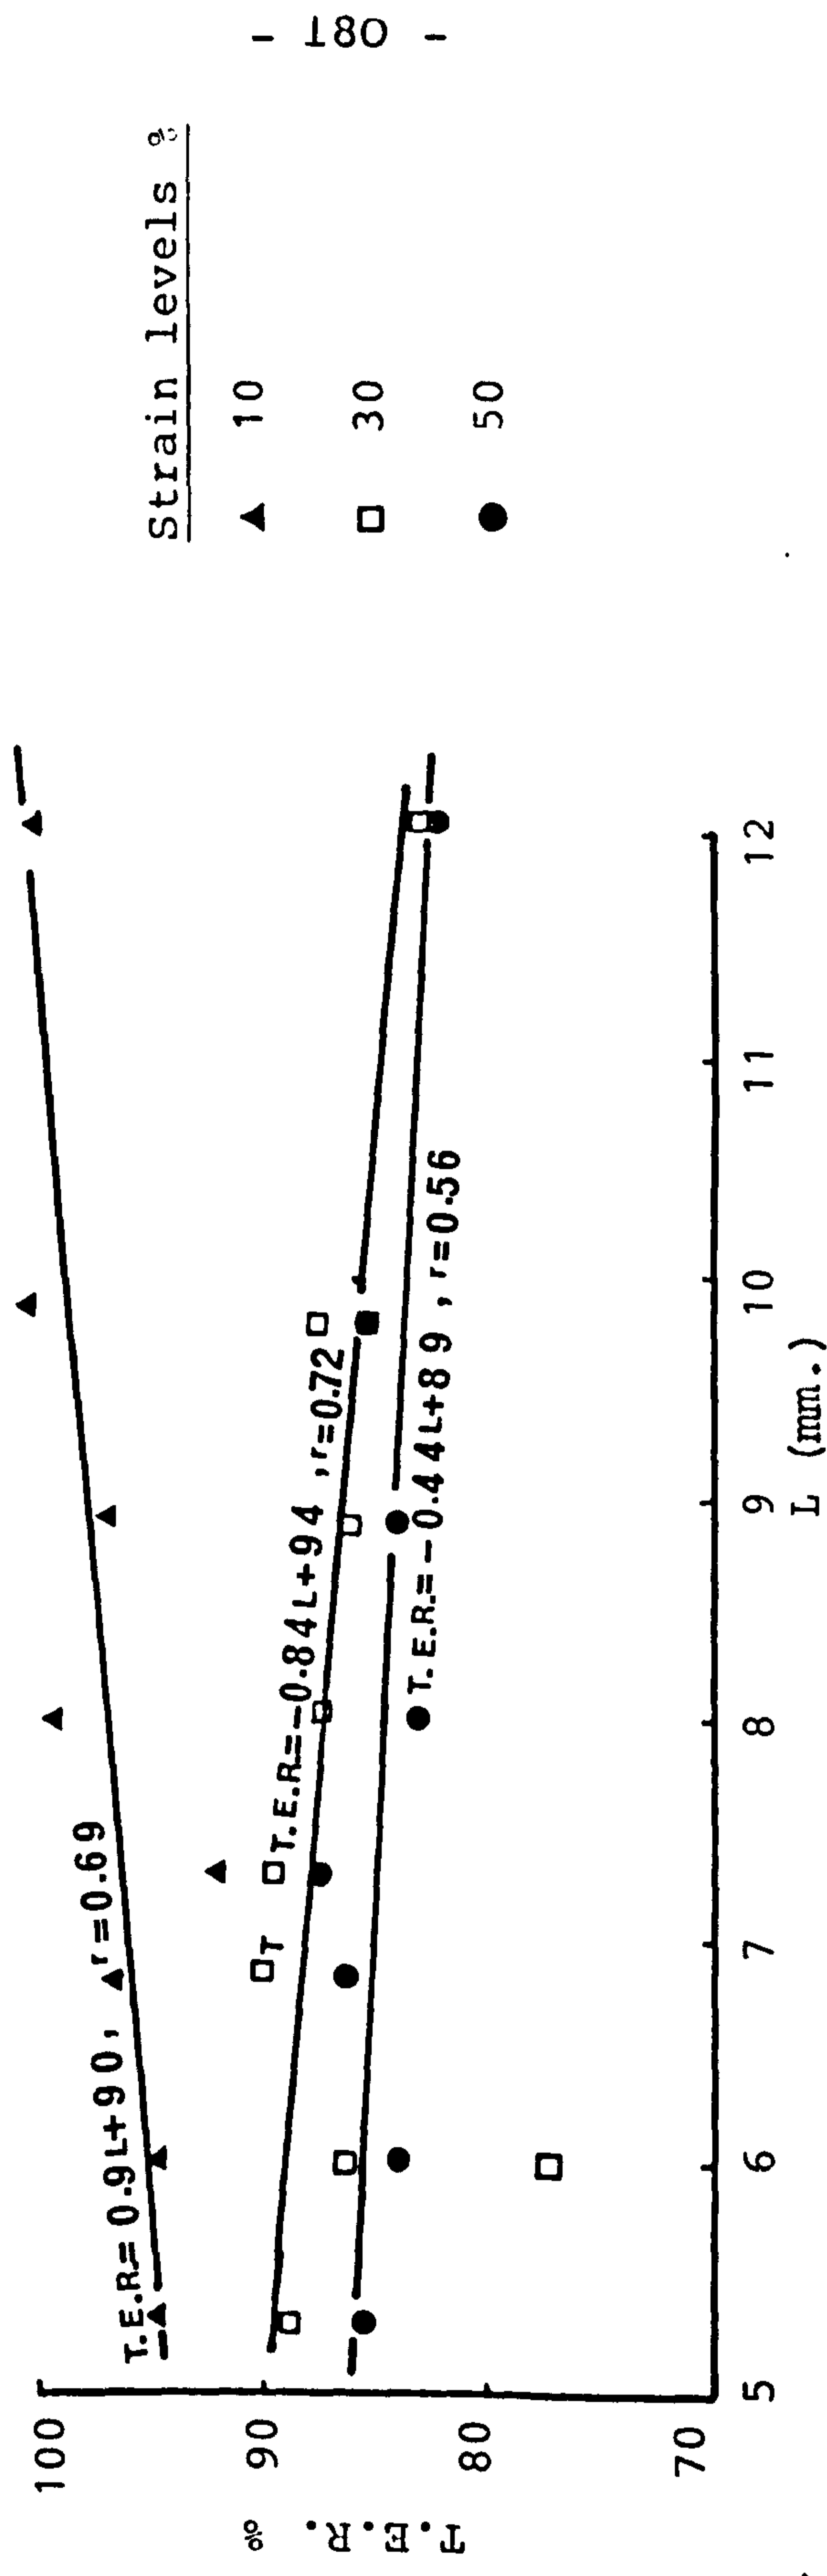 - 180 -
Strain levels %
10
30
50
T.E.R.= 0.9L+90, r=0.69
T.E.R.=-0.84L+94 ,r=0.72
T
T.E.R.=-0.44L+89 , r=0.56
T.E.R. %
100
90
80
70
5 6 7 8 9 10 11 12
L (mm.)